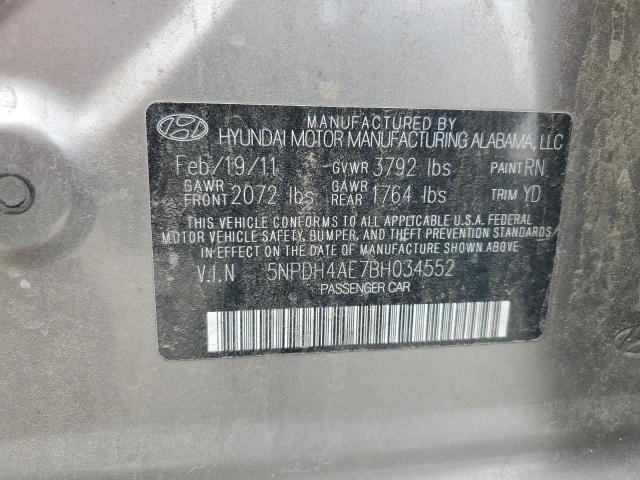 MANUFACTURED BY
HYUNDAI MOTOR MANUFACTURING ALABAMA, LLC
Feb/19/11 GVWR 3792 lbs PAINT RN
GAWR FRONT 2072 lbs GAWR REAR 1764 lbs TRIM YD
THIS VEHICLE CONFORMS TO ALL APPLICABLE U.S.A. FEDERAL
MOTOR VEHICLE SAFETY, BUMPER, AND THEFT PREVENTION STANDARDS
IN EFFECT ON THE DATE OF MANUFACTURE SHOWN ABOVE.
V.I.N 5NPDH4AE7BH034552
PASSENGER CAR